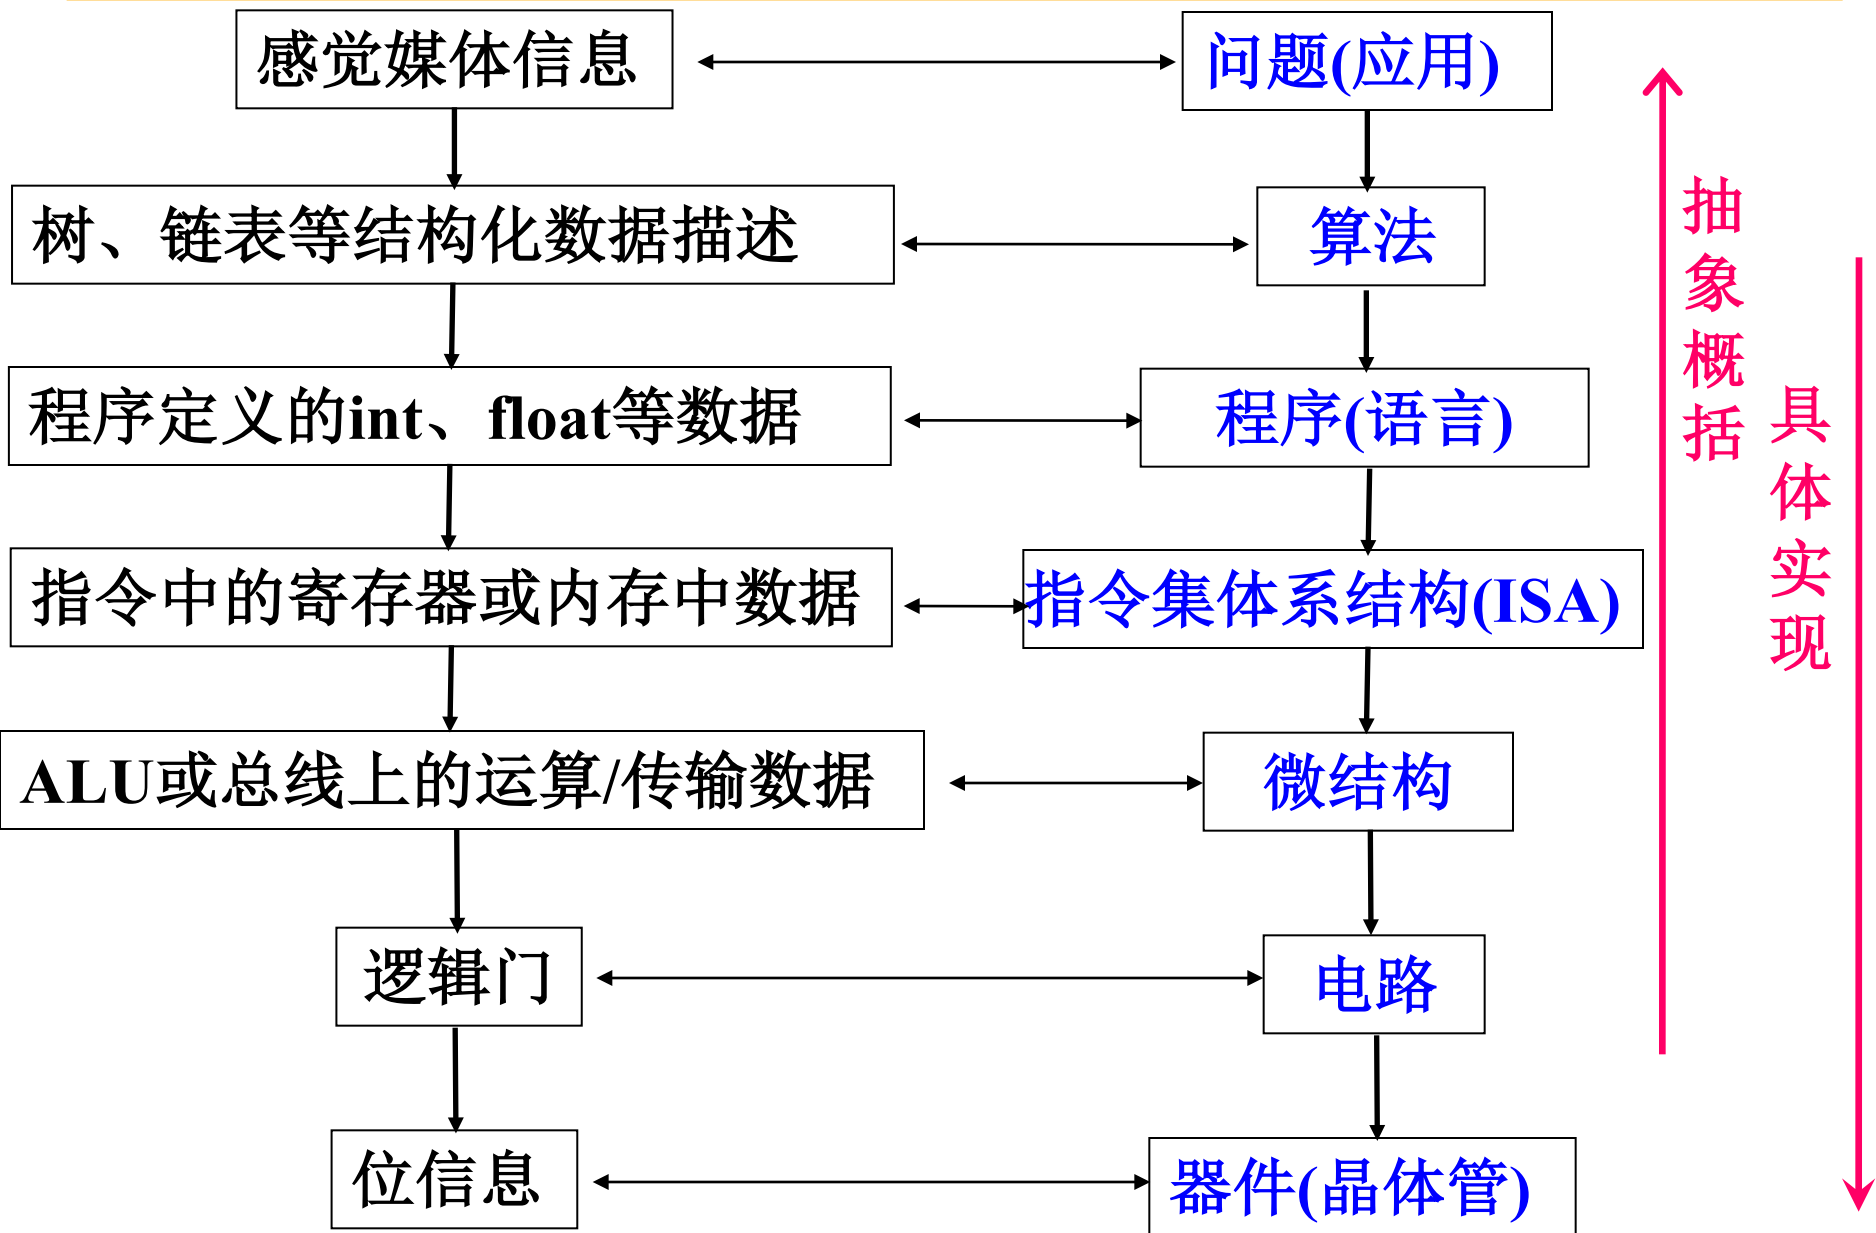 感觉媒体信息
问题(应用)
树、链表等结构化数据描述
算法
程序定义的int、float等数据
程序(语言)
指令中的寄存器或内存中数据
指令集体系结构(ISA)
ALU或总线上的运算/传输数据
微结构
逻辑门
电路
位信息
器件(晶体管)
抽象概括
具体实现